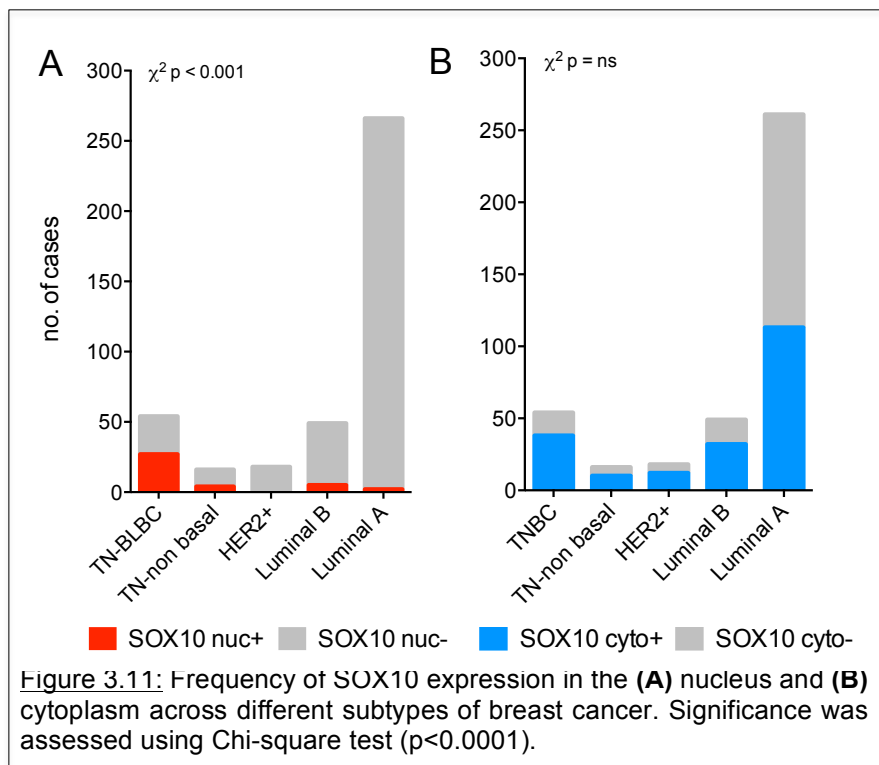 A
χ² p < 0.001
300
250
200
150
100
50
0
no. of cases
TN-BLBC
TN-non basal
HER2+
Luminal B
Luminal A
B
χ² p = ns
300
250
200
150
100
50
0
TNBC
TN-non basal
HER2+
Luminal B
Luminal A
SOX10 nuc+ SOX10 nuc- SOX10 cyto+ SOX10 cyto-
Figure 3.11: Frequency of SOX10 expression in the (A) nucleus and (B)
cytoplasm across different subtypes of breast cancer. Significance was
assessed using Chi-square test (p<0.0001).